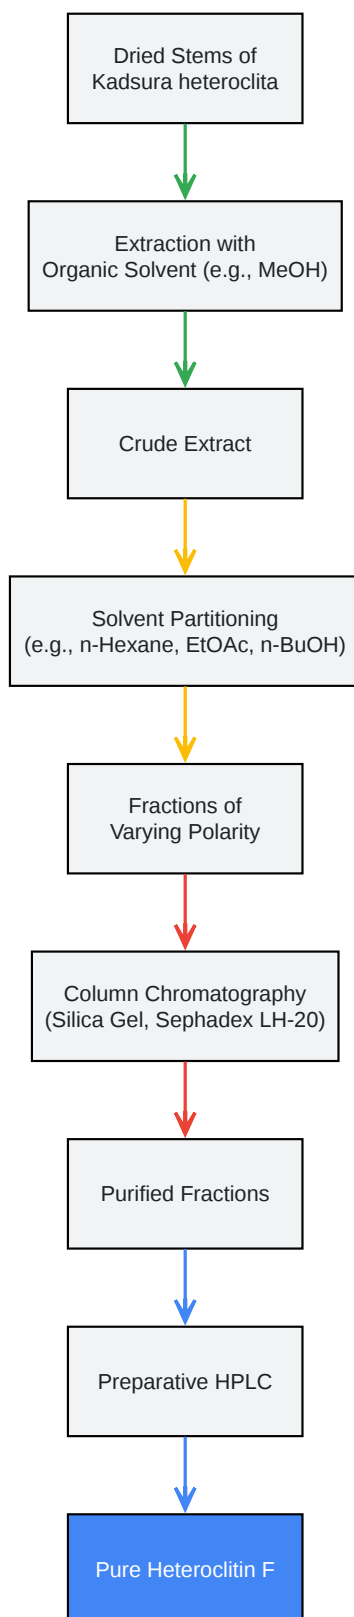 Dried Stems of
Kadsura heteroclita
Extraction with
Organic Solvent (e.g., MeOH)
Crude Extract
Solvent Partitioning
(e.g., n-Hexane, EtOAc, n-BuOH)
Fractions of
Varying Polarity
Column Chromatography
(Silica Gel, Sephadex LH-20)
Purified Fractions
Preparative HPLC
Pure Heteroclitin F